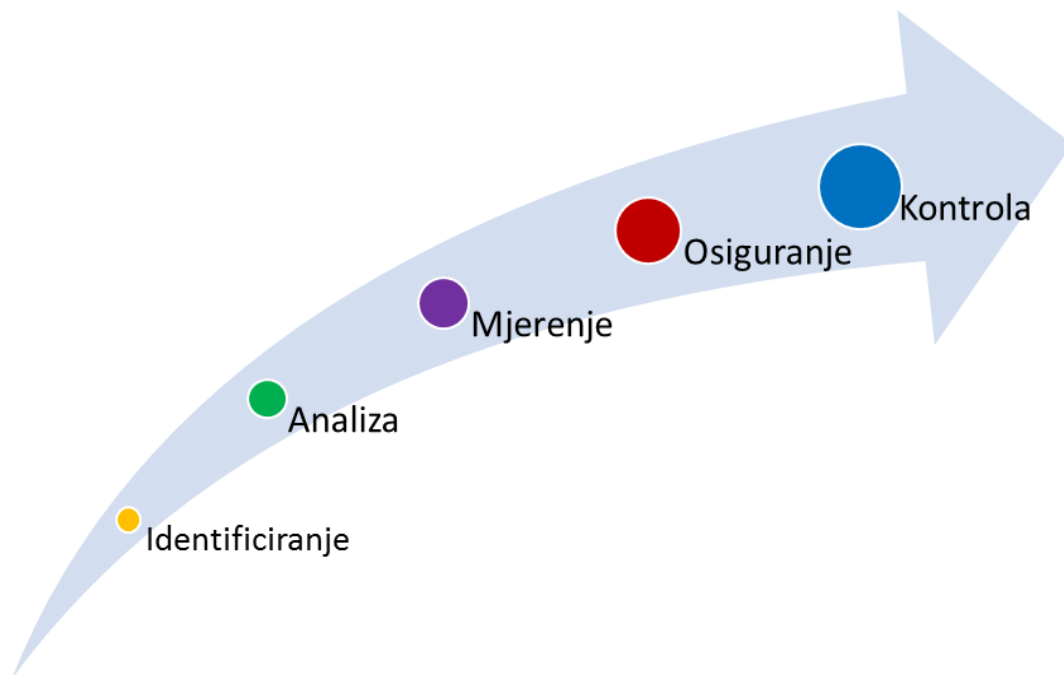 Kontrola
Osiguranje
Mjerenje
Analiza
Identificiranje